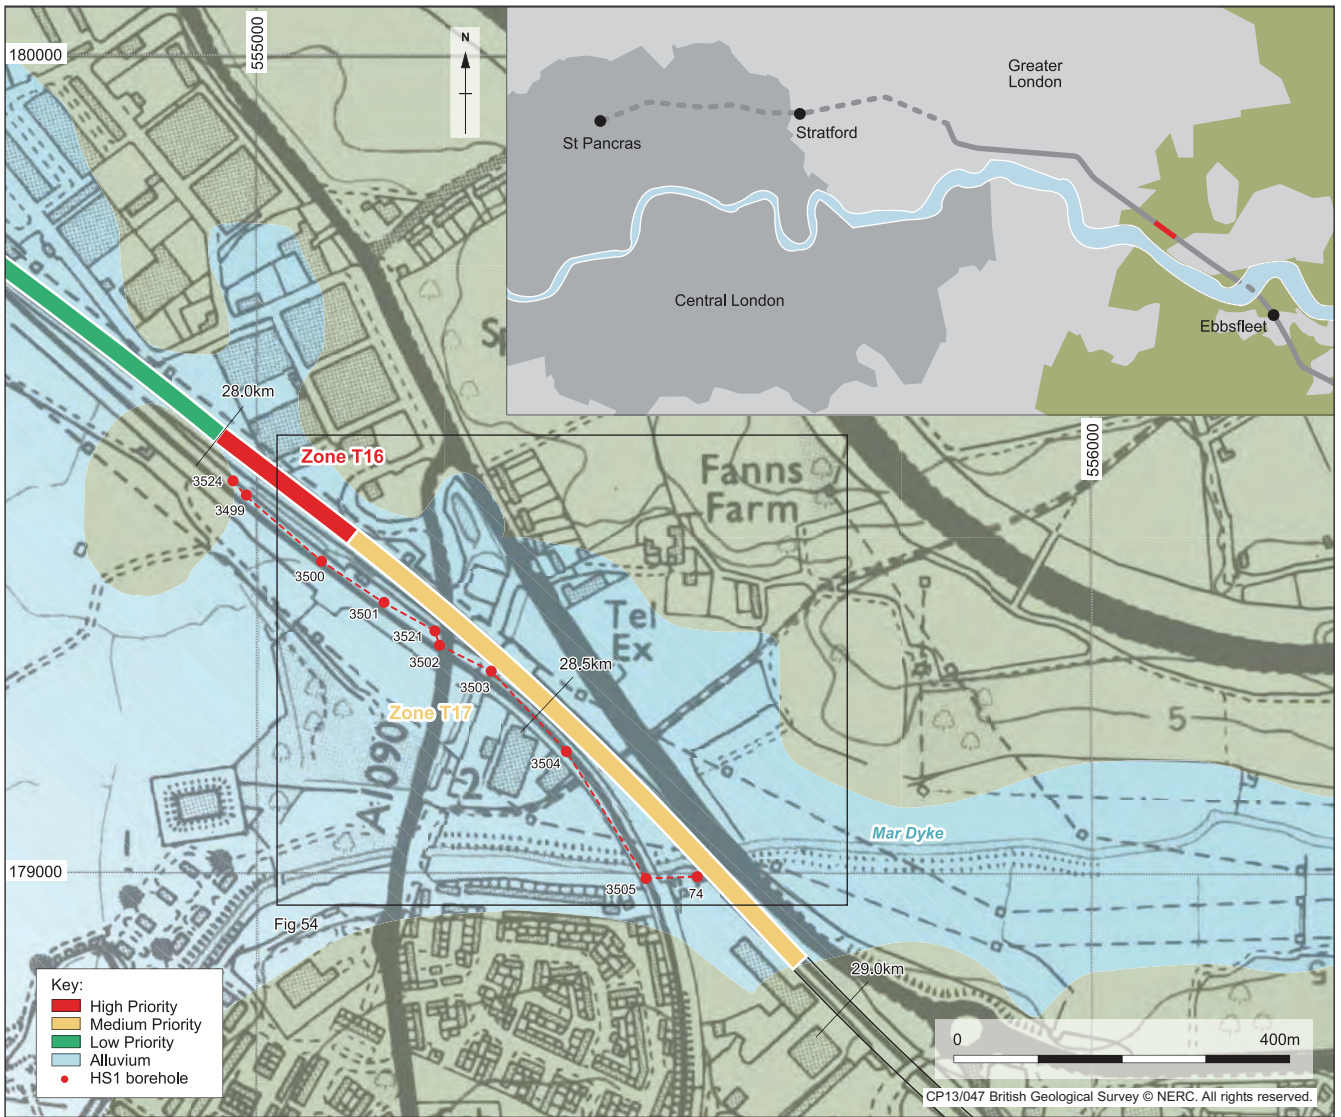 180000
555000
N
Greater
London
St Pancras
Stratford
Central London
Ebbsfleet
Sp
28.0km
Zone T16
3524
3499
3500
3501
3521
3502
3503
Zone T17
28.5km
3504
3505
74
Fanns
Farm
Tel
Ex
556000
5
A1090
2
Mar Dyke
179000
Fig 54
29.0km
Key:
High Priority
Medium Priority
Low Priority
Alluvium
HS1 borehole
0 400m
CP13/047 British Geological Survey © NERC. All rights reserved.